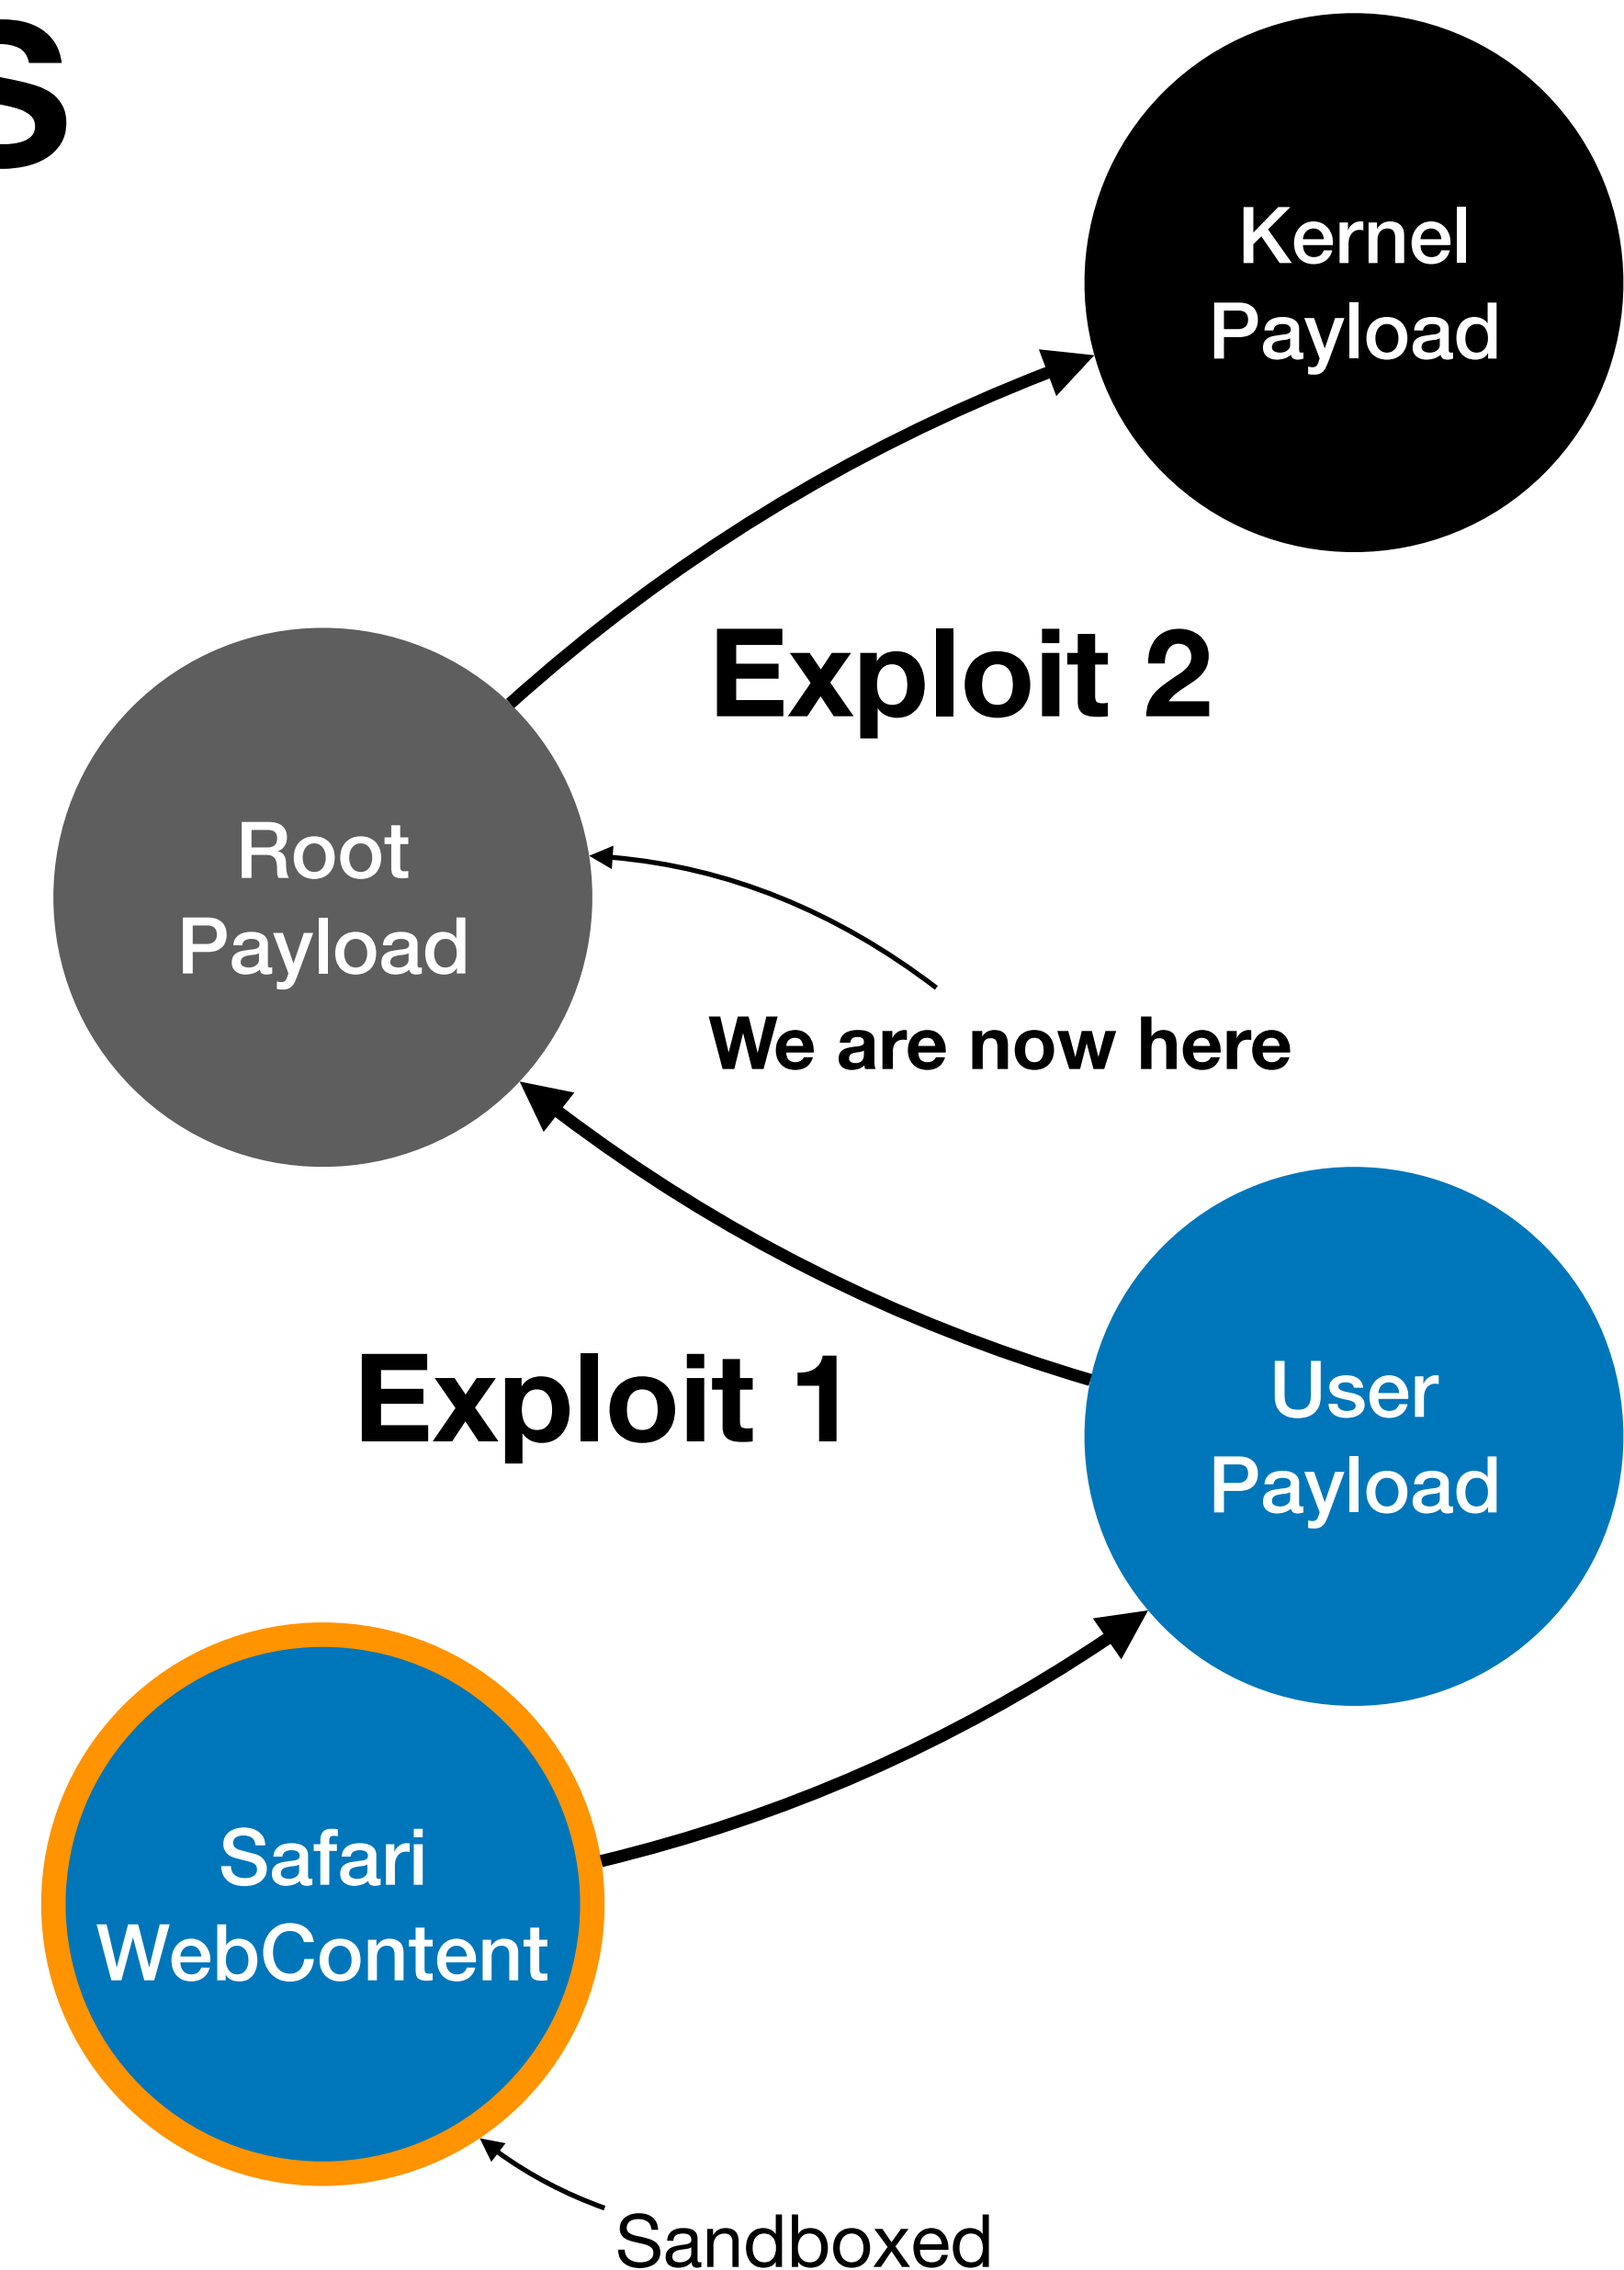 S
Kernel
Payload
Exploit 2
Root
Payload
We are now here
Exploit 1
User
Payload
Safari
WebContent
Sandboxed